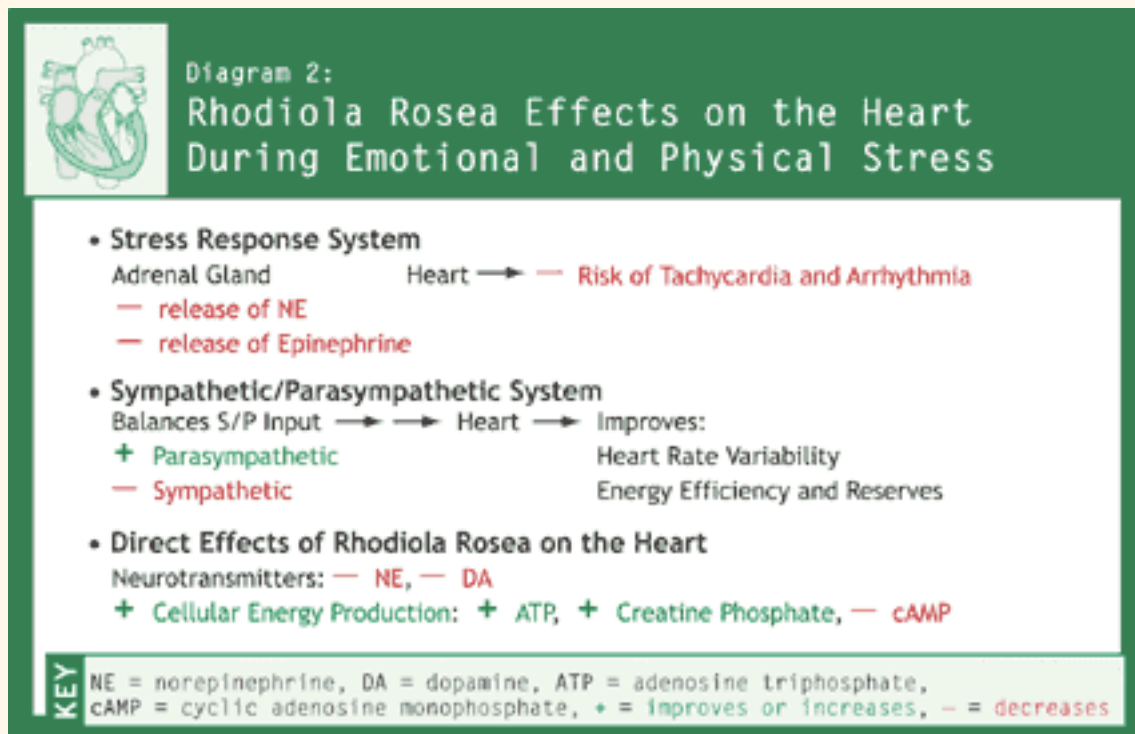 Diagram 2:
Rhodiola Rosea Effects on the Heart
During Emotional and Physical Stress
• Stress Response System
Adrenal Gland Heart → — Risk of Tachycardia and Arrhythmia
— release of NE
— release of Epinephrine
• Sympathetic/Parasympathetic System
Balances S/P Input → → Heart → Improves:
+ Parasympathetic Heart Rate Variability
— Sympathetic Energy Efficiency and Reserves
• Direct Effects of Rhodiola Rosea on the Heart
Neurotransmitters: — NE, — DA
+ Cellular Energy Production: + ATP, + Creatine Phosphate, — cAMP
KEY
NE = norepinephrine, DA = dopamine, ATP = adenosine triphosphate,
cAMP = cyclic adenosine monophosphate, + = improves or increases, — = decreases